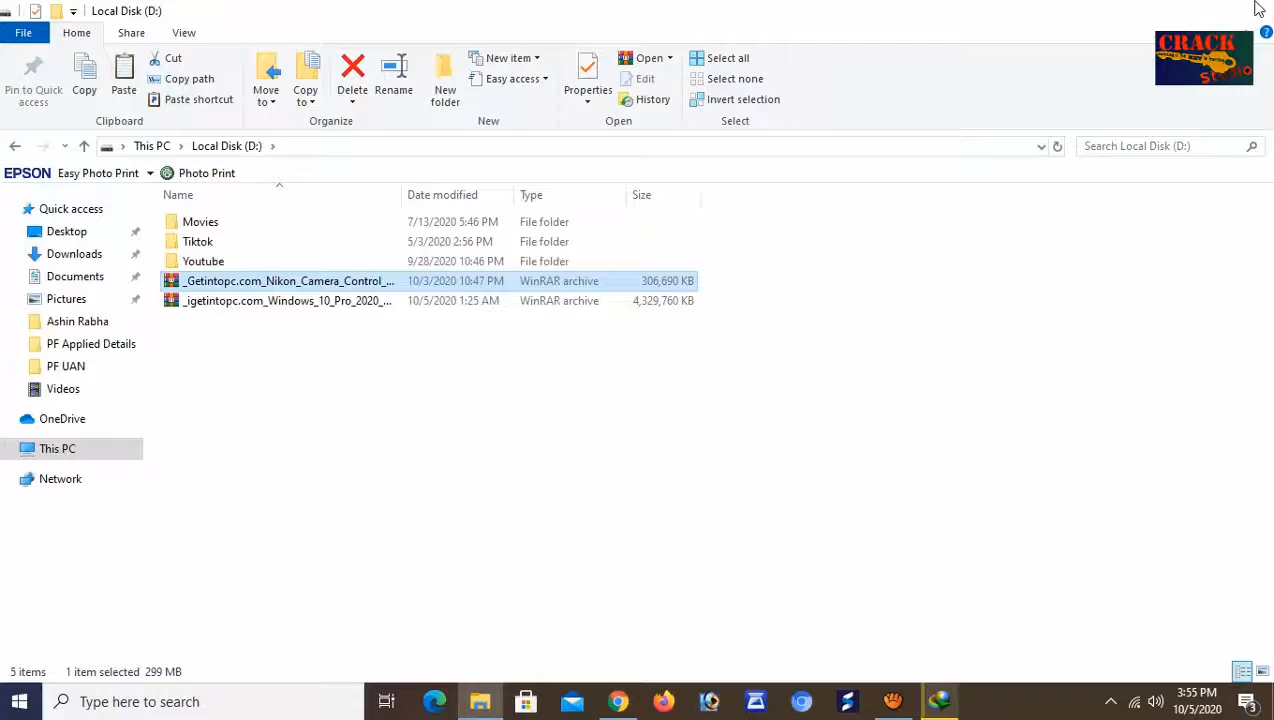 Local Disk (D:)
File Home Share View
Pin to Quick access
Copy
Paste
Cut
Copy path
Paste shortcut
Clipboard
Move to
Copy to
Delete
Rename
Organize
New folder
New item
Easy access
New
Properties
Open
Edit
History
Open
Select all
Select none
Invert selection
Select
CRACK
Studio
This PC > Local Disk (D:) >
Search Local Disk (D:)
EPSON Easy Photo Print Photo Print
Name Date modified Type Size
Movies 7/13/2020 5:46 PM File folder
Tiktok 5/3/2020 2:56 PM File folder
Youtube 9/28/2020 10:46 PM File folder
_Getintopc.com_Nikon_Camera_Control_... 10/3/2020 10:47 PM WinRAR archive 306,690 KB
_igetintopc.com_Windows_10_Pro_2020_... 10/5/2020 1:25 AM WinRAR archive 4,329,760 KB
Quick access
Desktop
Downloads
Documents
Pictures
Ashin Rabha
PF Applied Details
PF UAN
Videos
OneDrive
This PC
Network
5 items 1 item selected 299 MB
Type here to search
3:55 PM
10/5/2020
3